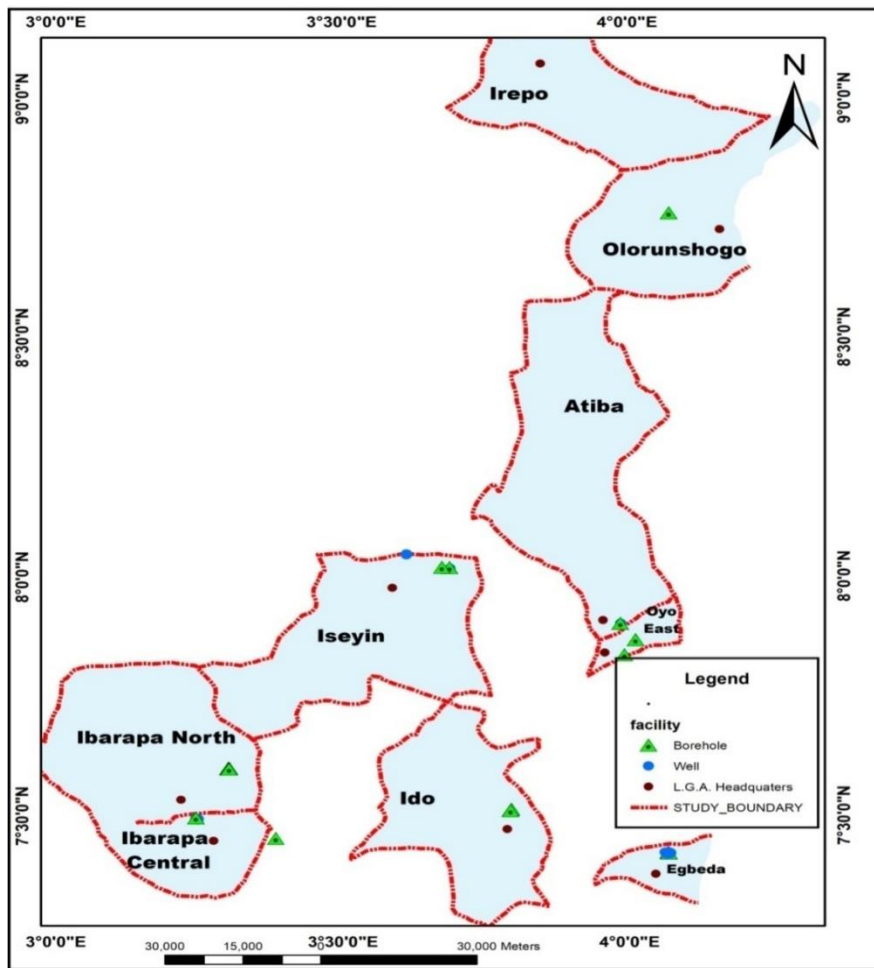 3°0'0"E 3°30'0"E 4°0'0"E
N
9°0'0"N 9°0'0"N
Irepo
Olorunshogo
8°30'0"N 8°30'0"N
Atiba
8°0'0"N 8°0'0"N
Oyo
East
Iseyin
Legend
facility
Borehole
Well
L.G.A. Headquaters
STUDY_BOUNDARY
Ibarapa North
Ido
7°30'0"N 7°30'0"N
Ibarapa
Central
Egbeda
3°0'0"E 3°30'0"E 4°0'0"E
30,000 15,000 0 30,000 Meters